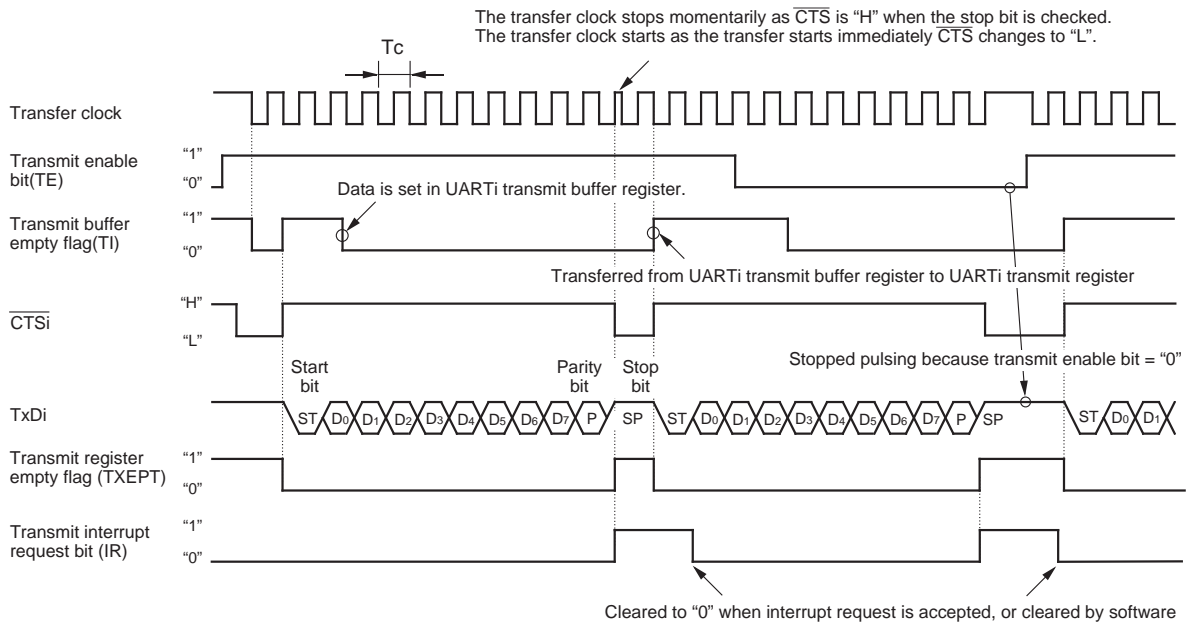 The transfer clock stops momentarily as CTS is “H” when the stop bit is checked.
The transfer clock starts as the transfer starts immediately CTS changes to “L”.
Tc
Transfer clock
Transmit enable
bit(TE)
“1”
“0”
Data is set in UARTi transmit buffer register.
Transmit buffer
empty flag(TI)
“1”
“0”
Transferred from UARTi transmit buffer register to UARTi transmit register
CTSi
“H”
“L”
Stopped pulsing because transmit enable bit = “0”
Start
bit
Parity
bit
Stop
bit
TxDi
ST D0 D1 D2 D3 D4 D5 D6 D7 P SP ST D0 D1 D2 D3 D4 D5 D6 D7 P SP ST D0 D1
Transmit register
empty flag (TXEPT)
“1”
“0”
Transmit interrupt
request bit (IR)
“1”
“0”
Cleared to “0” when interrupt request is accepted, or cleared by software